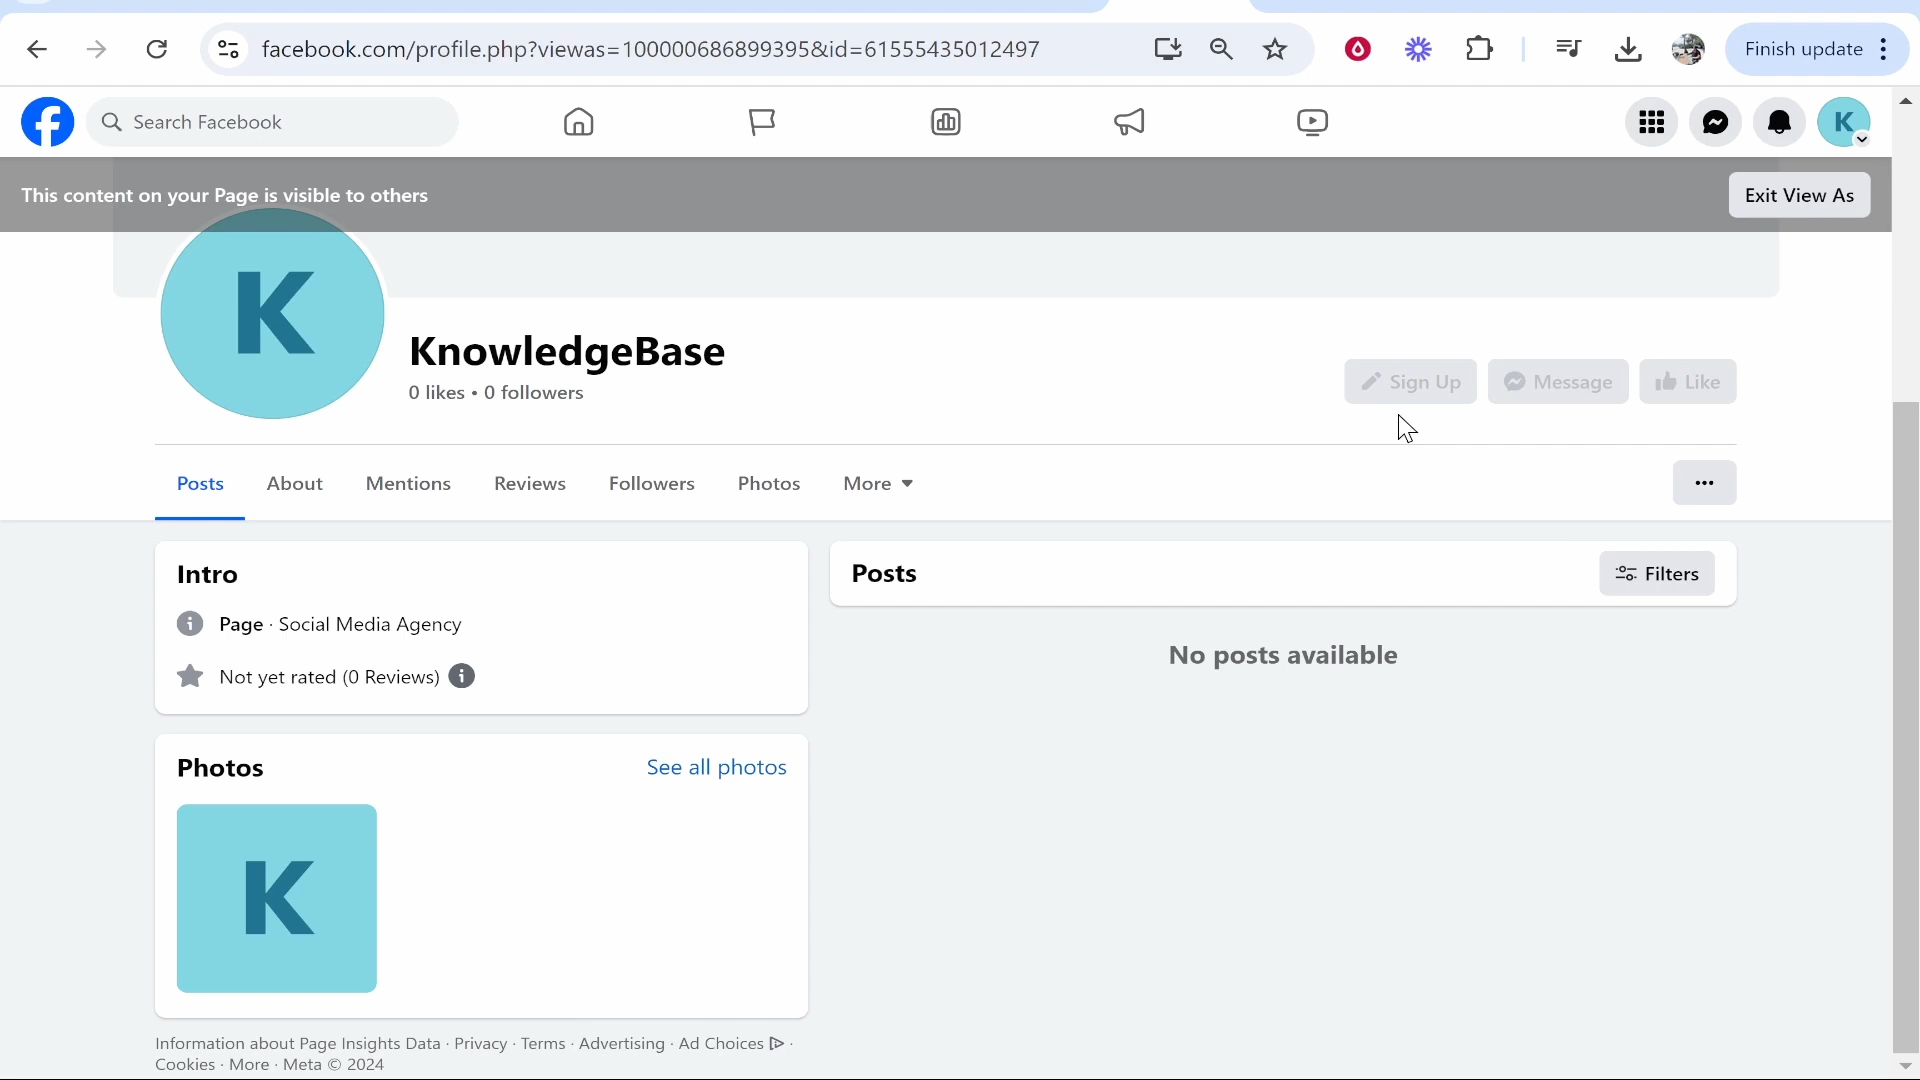 facebook.com/profile.php?viewas=100000686899395&id=61555435012497
Finish update
Search Facebook
K
This content on your Page is visible to others
Exit View As
K
KnowledgeBase
0 likes • 0 followers
Sign Up
Message
Like
Posts
About
Mentions
Reviews
Followers
Photos
More
Intro
Page · Social Media Agency
Not yet rated (0 Reviews)
Posts
Filters
No posts available
Photos
See all photos
K
Information about Page Insights Data · Privacy · Terms · Advertising · Ad Choices ·
Cookies · More · Meta © 2024